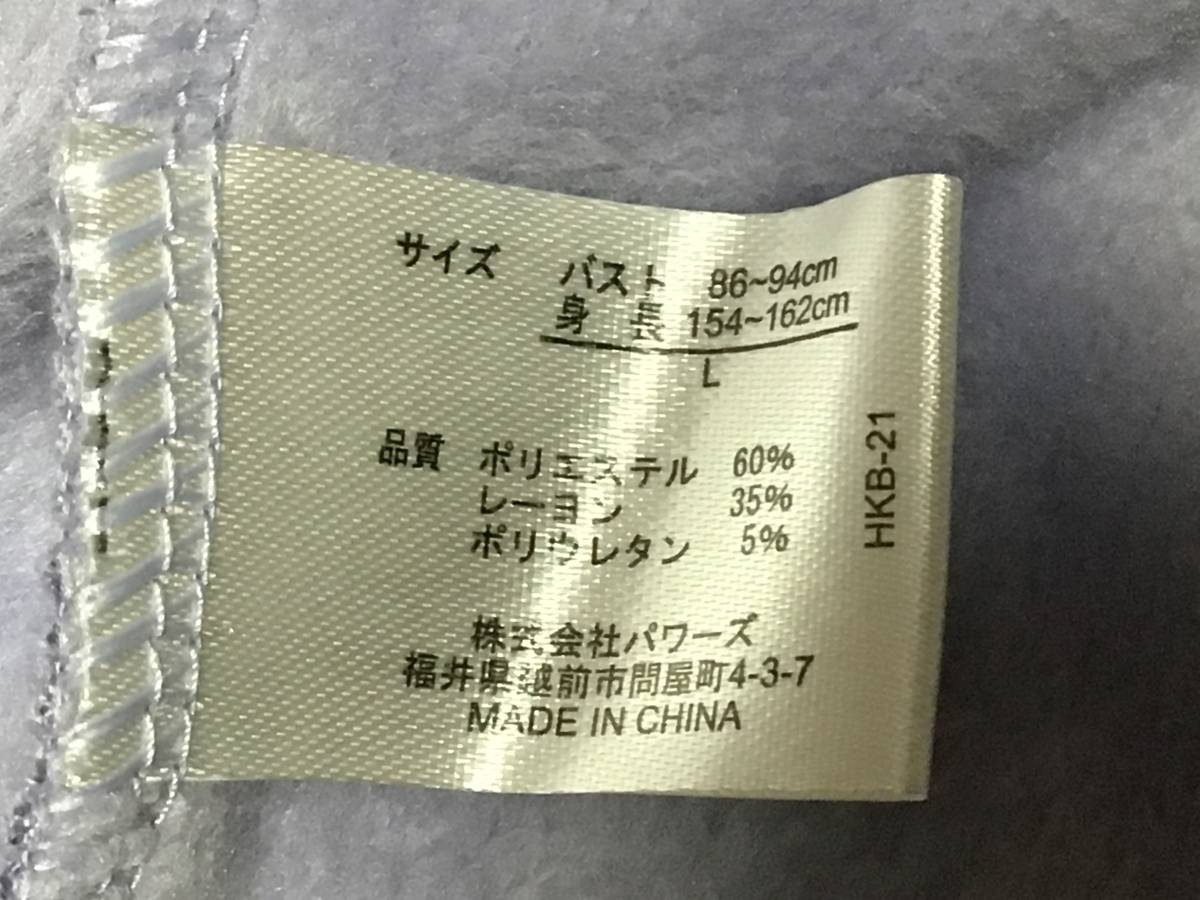 サイズ バスト 86~94cm
身 長 154~162cm
L
品質 ポリエステル 60%
レーヨン 35%
ポリウレタン 5%
HKB-21
株式会社パワーズ
福井県越前市問屋町4-3-7
MADE IN CHINA